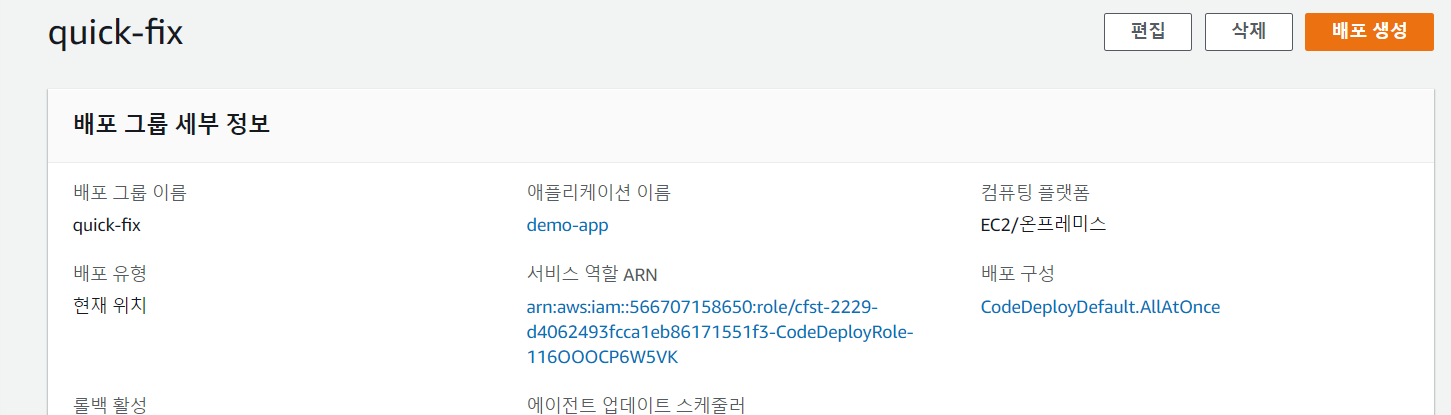 quick-fix
편집
삭제
배포 생성
배포 그룹 세부 정보
배포 그룹 이름
애플리케이션 이름
컴퓨팅 플랫폼
quick-fix
demo-app
EC2/온프레미스
배포 유형
서비스 역할 ARN
배포 구성
현재 위치
arn:aws:iam::566707158650:role/cfst-2229-
d4062493fcca1eb86171551f3-CodeDeployRole-
116OOOCP6W5VK
CodeDeployDefault.AllAtOnce
롤백 활성
에이전트 업데이트 스케줄러